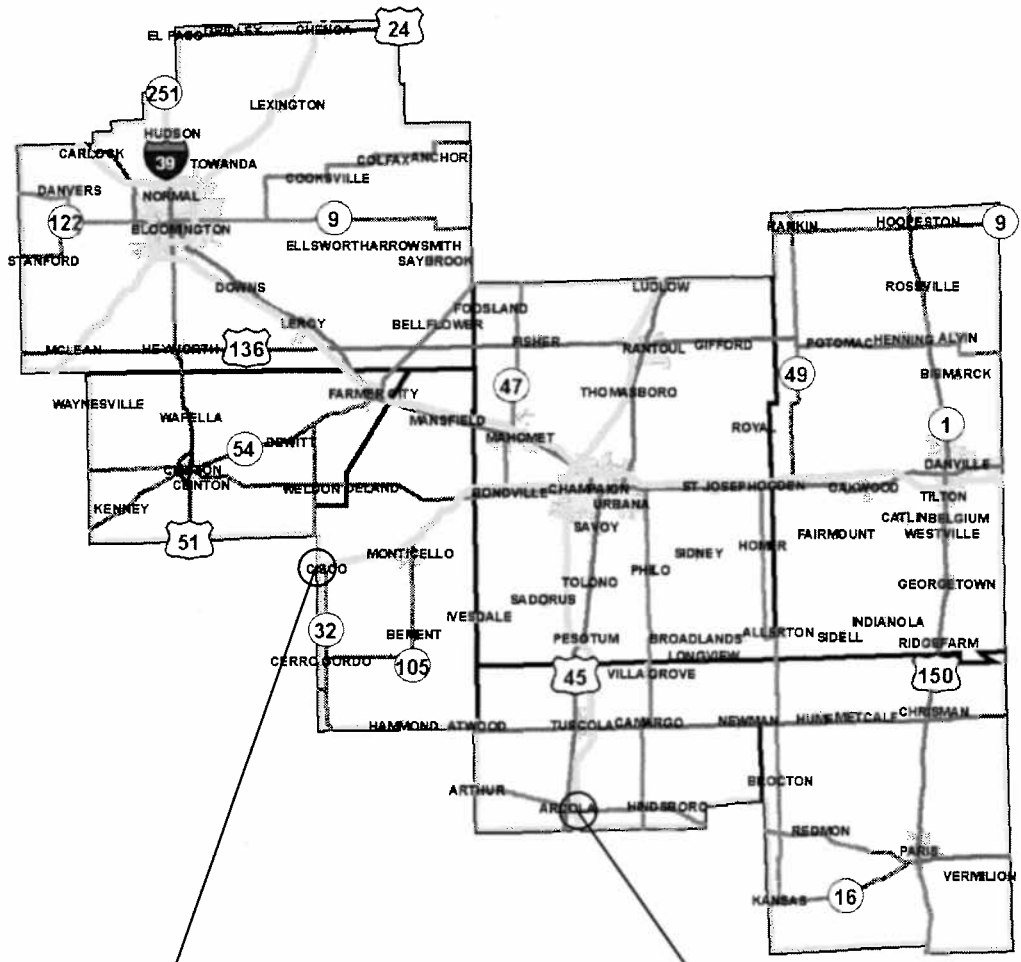 EL PASO GRIDLEY CHENOA 24
251 LEXINGTON
HUDSON
CARLOCK 39 TOWANDA COLFAX ANCHOR
COOKSVILLE
DANVERS NORMAL
122 BLOOMINGTON 9
ELLSWORTH ARROWSMITH
STANFORD SAYBROOK
RANKIN HOOPESTON 9
DOWNS LUDLOW ROSSVILLE
FOOSLAND
LEROY BELLFLOWER
MCLEAN HEYWORTH 136 FISHER RANTOUL GIFFORD POTOMAC HENNING ALVIN
49 BISMARCK
WAYNESVILLE FARMER CITY 47 THOMASBORO
WAPELLA MANSFIELD ROYAL 1
54 DEWITT MAHOMET
CLINTON DANVILLE
CLINTON WELDON DELAND BONDVILLE CHAMPAIGN ST JOSEPH OGDEN OAKWOOD
KENNEY URBANA TILTON
51 SAVOY CATLIN BELGIUM
MONTICELLO HOMER FAIRMOUNT WESTVILLE
CISCO SIDNEY
TOLONO PHILO GEORGETOWN
SADORUS
IVESDALE INDIANOLA
32 BEMENT PESOTUM BROADLANDS ALLERTON SIDELL RIDGEFARM
CERRO GORDO 105 LONGVIEW
45 VILLA GROVE 150
HAMMOND ATWOOD TUSCOLA CAMARGO NEWMAN HUME METCALF CHRISMAN
BROCTON
ARTHUR ARCOLA HINDSBORO
REDMON
PARIS
VERMILION
KANSAS 16